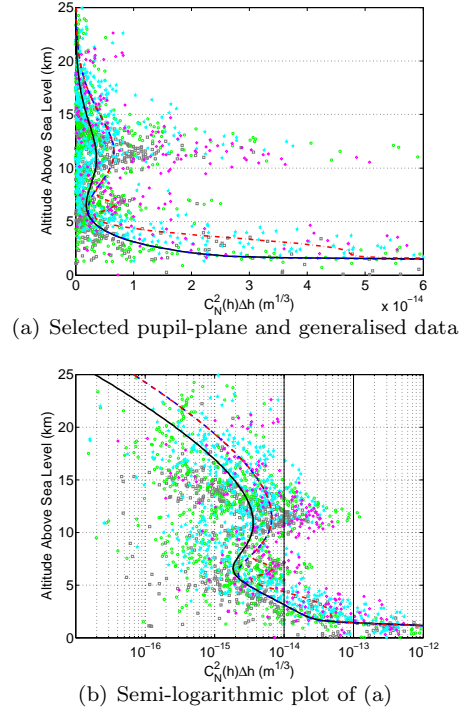 25
20
15
10
5
0
Altitude Above Sea Level (km)
0 1 2 3 4 5 6
C_N^2(h)Δh (m^{1/3})
x 10^{-14}
(a) Selected pupil-plane and generalised data
25
20
15
10
5
0
Altitude Above Sea Level (km)
10^{-16} 10^{-15} 10^{-14} 10^{-13} 10^{-12}
C_N^2(h)Δh (m^{1/3})
(b) Semi-logarithmic plot of (a)